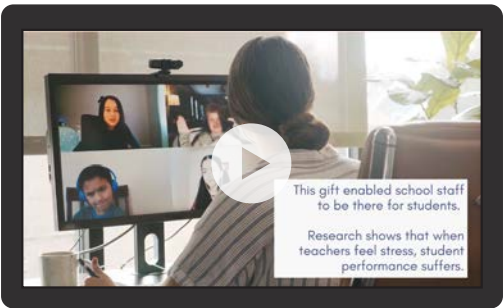 This gift enabled school staff
to be there for students.
Research shows that when
teachers feel stress, student
performance suffers.